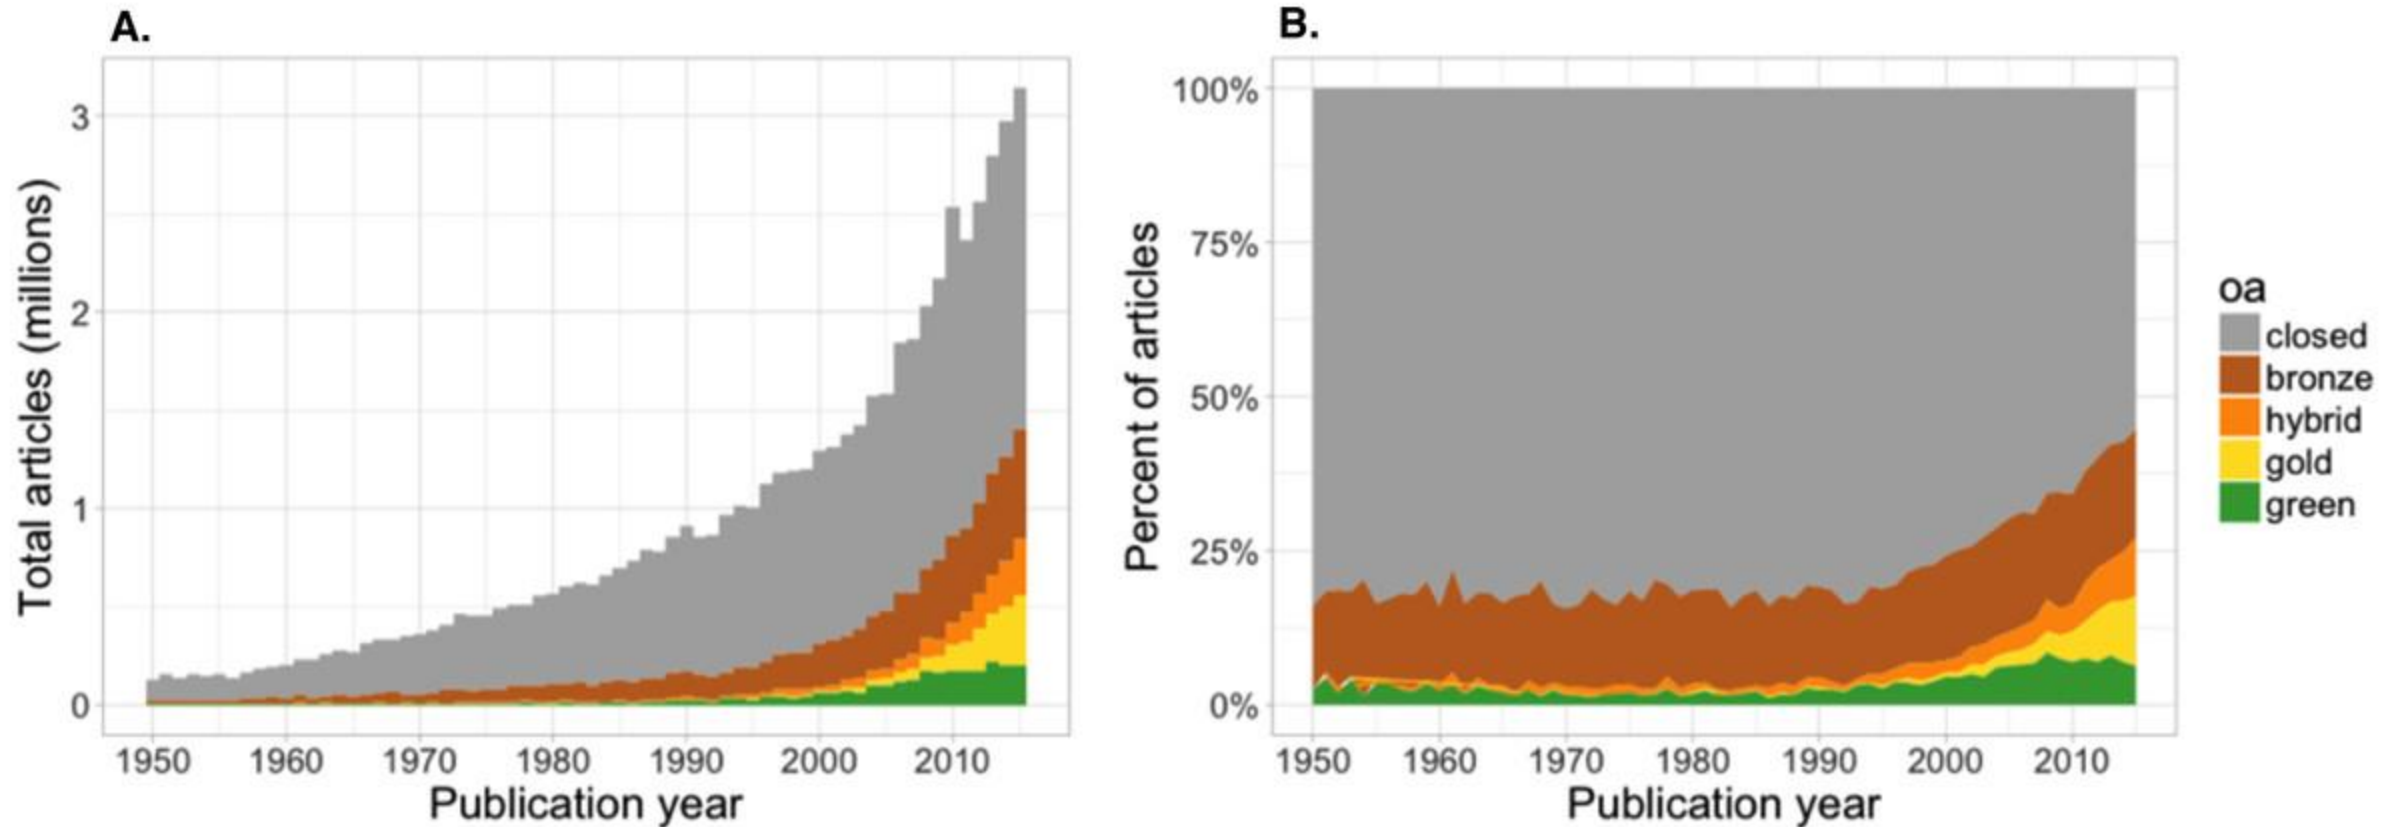 A.
Total articles (millions)
3
2
1
0
1950 1960 1970 1980 1990 2000 2010
Publication year
B.
Percent of articles
100%
75%
50%
25%
0%
1950 1960 1970 1980 1990 2000 2010
Publication year
oa
closed
bronze
hybrid
gold
green